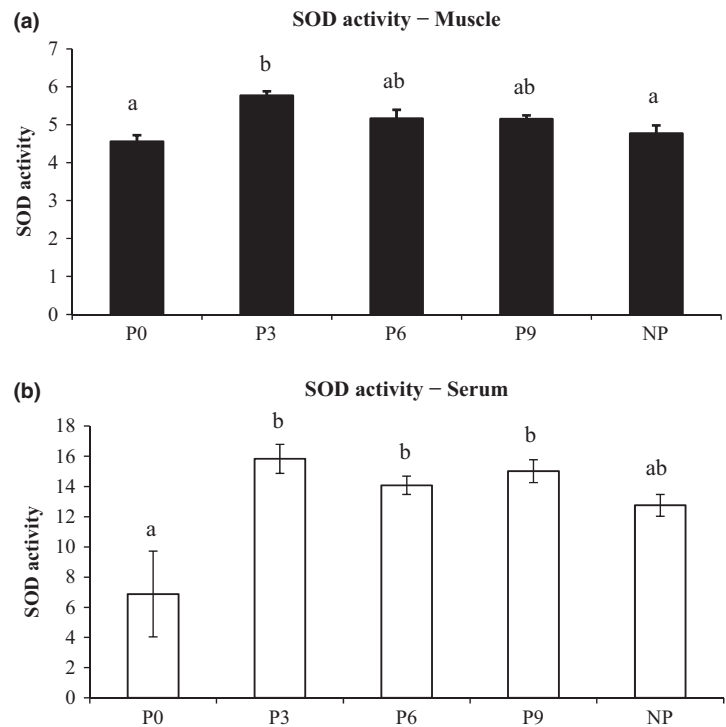 (a)
SOD activity – Muscle
7
6
5
4
3
2
1
0
SOD activity
a
b
ab
ab
a
P0 P3 P6 P9 NP
(b)
SOD activity – Serum
18
16
14
12
10
8
6
4
2
0
SOD activity
a
b
b
b
ab
P0 P3 P6 P9 NP